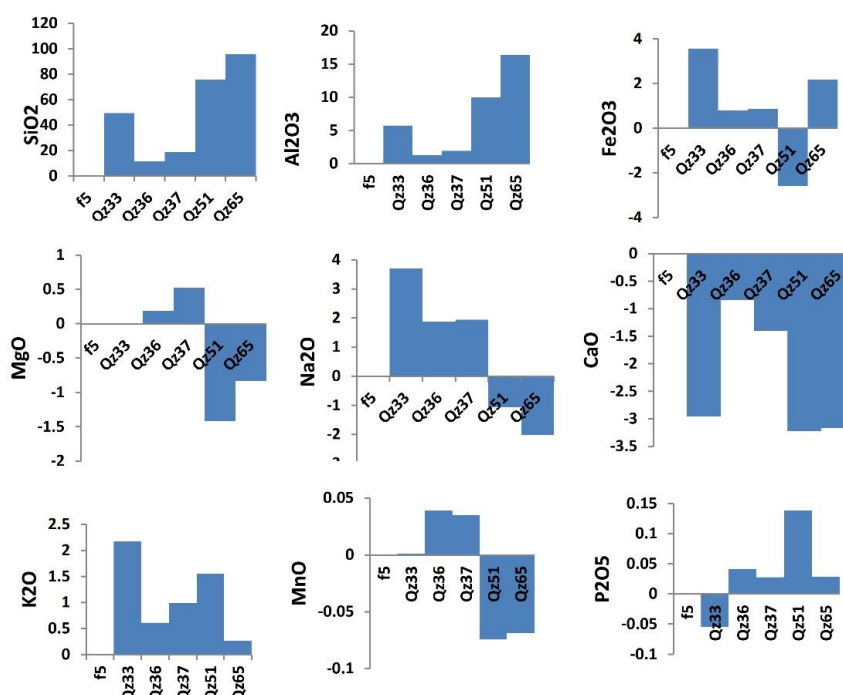 120
100
80
60
40
20
0
SiO2
f5
Qz33
Qz36
Qz37
Qz51
Qz65
20
15
10
5
0
Al2O3
f5
Qz33
Qz36
Qz37
Qz51
Qz65
4
2
0
-2
-4
Fe2O3
f5
Qz33
Qz36
Qz37
Qz51
Qz65
1
0.5
0
-0.5
-1
-1.5
-2
MgO
f5
Qz33
Qz36
Qz37
Qz51
Qz65
4
3
2
1
0
-1
-2
Na2O
f5
Qz33
Qz36
Qz37
Qz51
Qz65
0
-0.5
-1
-1.5
-2
-2.5
-3
-3.5
CaO
f5
Qz33
Qz36
Qz37
Qz51
Qz65
2.5
2
1.5
1
0.5
0
K2O
f5
Qz33
Qz36
Qz37
Qz51
Qz65
0.05
0
-0.05
-0.1
MnO
f5
Qz33
Qz36
Qz37
Qz51
Qz65
0.15
0.1
0.05
0
-0.05
-0.1
P2O5
f5
Qz33
Qz36
Qz37
Qz51
Qz65